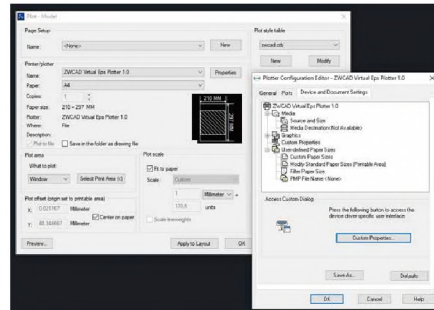 Plot - Model
Page Setup
Name: <None> New
Printer/plotter
Name: ZWCAD Virtual Eps Plotter 1.0 Properties
Paper: A4
Copies: 1
Paper size: 210 × 297 MM
Plotter: ZWCAD Virtual Eps Plotter 1.0
Where: File
Description:
Plot to file Save in the folder as drawing file
210 MM
297 MM
Plot area
What to plot:
Window Select Print Area (<)
Plot offset (origin set to printable area)
X: Millimeter
Center on paper
Y: Millimeter
Plot scale
Fit to paper
Scale: Custom
1 Millimeter =
units
Scale lineweights
Preview... Apply to Layout OK
Plot style table
zwcad.ctb
New Modify
Plotter Configuration Editor - ZWCAD Virtual Eps Plotter 1.0
General Ports Device and Document Settings
ZWCAD Virtual Eps Plotter 1.0
Media
Source and Size
Media Destination (Not Available)
Graphics
Custom Properties
User-defined Paper Sizes
Custom Paper Sizes
Modify Standard Paper Sizes (Printable Area)
Filter Paper Size
PMP File Name < None>
Access Custom Dialog
Press the following button to access the
device driver-specific user interface.
Custom Properties...
Save As... Defaults
OK Cancel Help